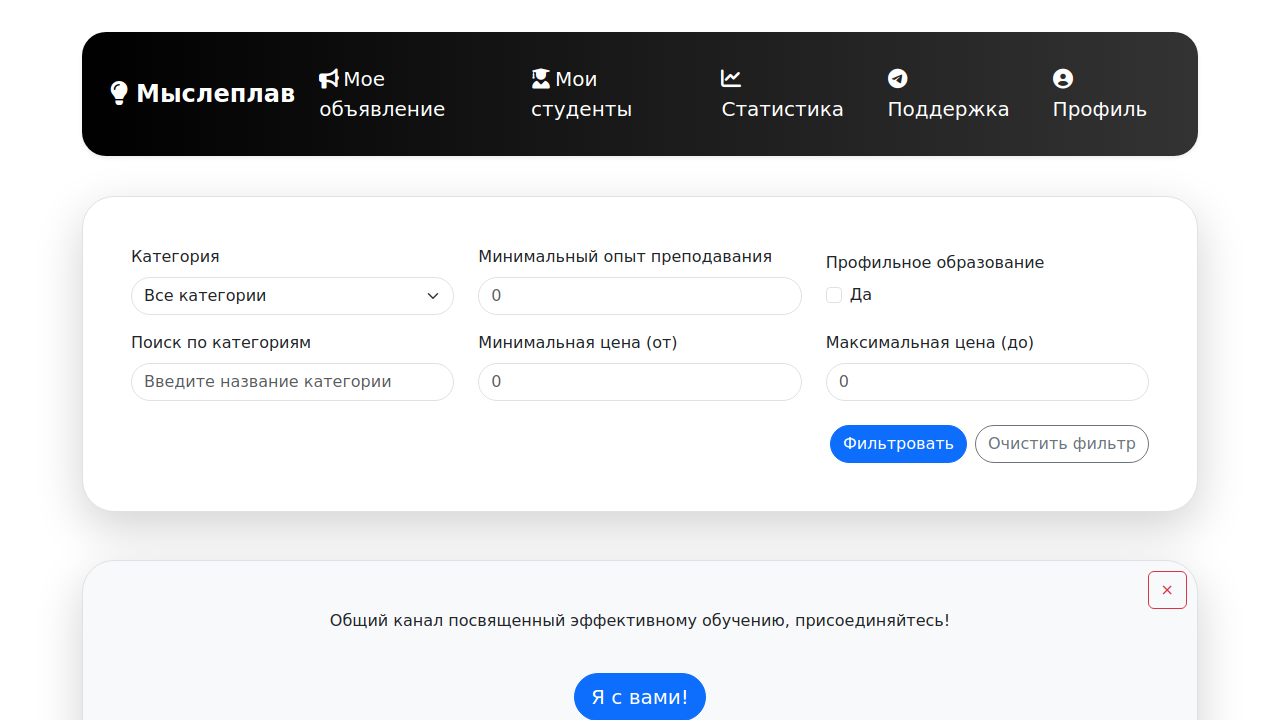 Мыслеплав
Мое объявление
Мои студенты
Статистика
Поддержка
Профиль
Категория
Минимальный опыт преподавания
Профильное образование
Все категории
0
Да
Поиск по категориям
Минимальная цена (от)
Максимальная цена (до)
Введите название категории
0
0
Фильтровать
Очистить фильтр
Общий канал посвященный эффективному обучению, присоединяйтесь!
Я с вами!